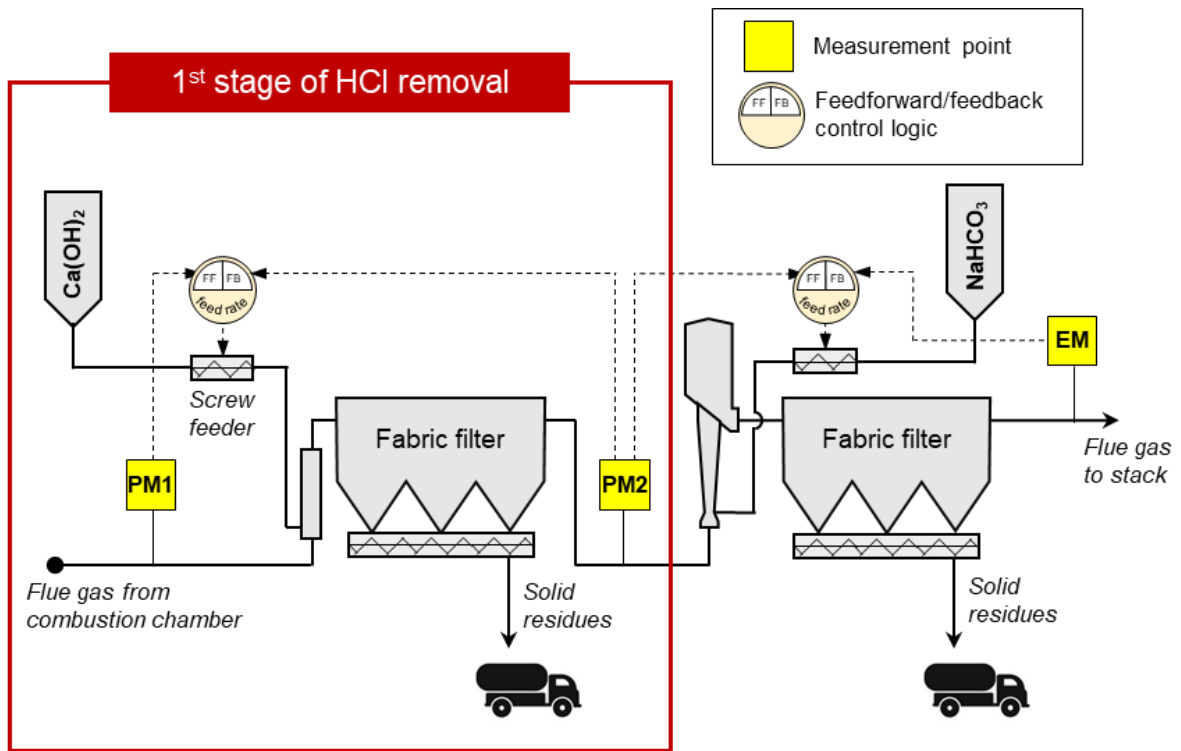 Measurement point
FF FB
Feedforward/feedback
control logic
1st stage of HCl removal
Ca(OH)2
NaHCO3
FF FB
feed rate
FF FB
feed rate
EM
Screw
feeder
Fabric filter
Fabric filter
PM1
PM2
Flue gas
to stack
Flue gas from
combustion chamber
Solid
residues
Solid
residues